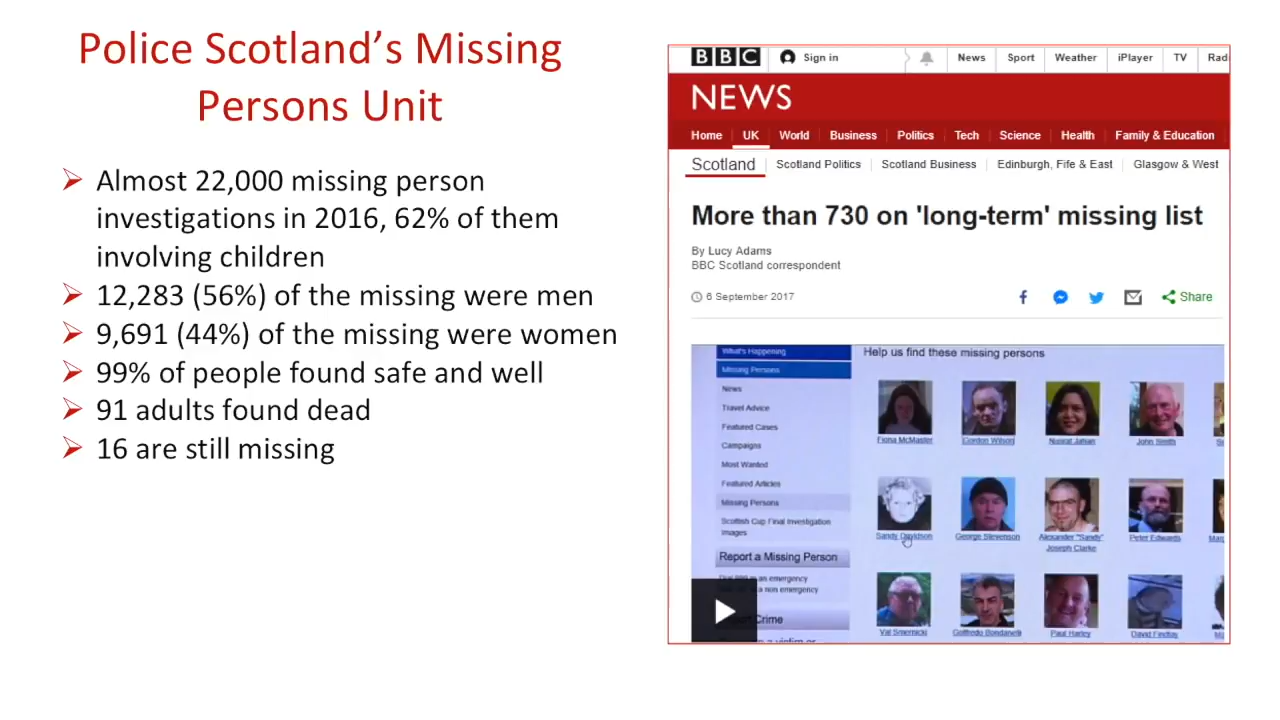 Police Scotland's Missing
Persons Unit
Almost 22,000 missing person
investigations in 2016, 62% of them
involving children
12,283 (56%) of the missing were men
9,691 (44%) of the missing were women
99% of people found safe and well
91 adults found dead
16 are still missing
BBC Sign in News Sport Weather iPlayer TV Rad
NEWS
Home UK World Business Politics Tech Science Health Family & Education
Scotland Scotland Politics Scotland Business Edinburgh, Fife & East Glasgow & West
More than 730 on 'long-term' missing list
By Lucy Adams
BBC Scotland correspondent
6 September 2017
Share
What's Happening
Missing Persons
News
Travel Advice
Featured Cases
Campaigns
Most Wanted
Featured Articles
Missing Persons
Scottish Cup Final Investigation
Images
Report a Missing Person
in an emergency
a non emergency
Crime
Help us find these missing persons
Fiona McMaster Gordon Wilson Nusrat Jahan John Smith
Sandy Davidson George Stevenson Alexander "Sandy" Peter Edwards
Joseph Clarke
Paul Harley David Findlay